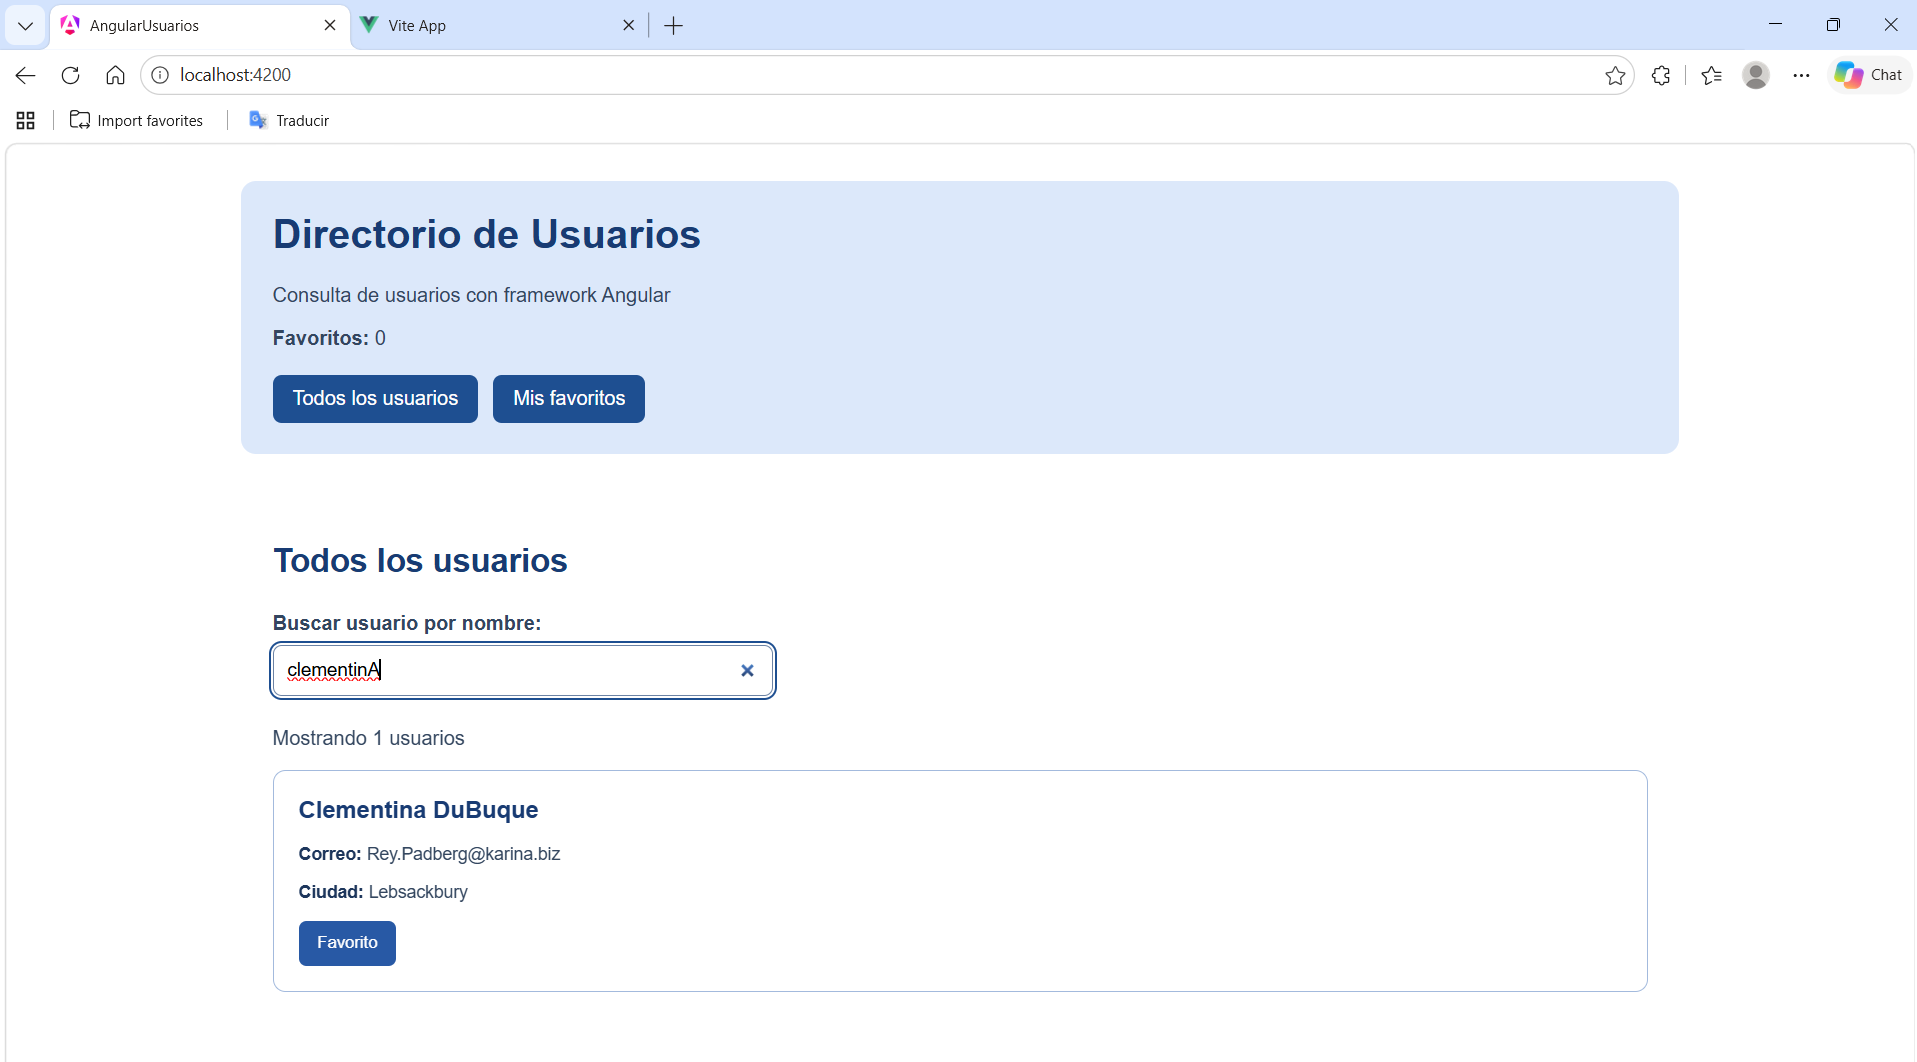 AngularUsuarios
Vite App
localhost:4200
Chat
Import favorites
Traducir
Directorio de Usuarios
Consulta de usuarios con framework Angular
Favoritos: 0
Todos los usuarios
Mis favoritos
Todos los usuarios
Buscar usuario por nombre:
clementinA
Mostrando 1 usuarios
Clementina DuBuque
Correo: Rey.Padberg@karina.biz
Ciudad: Lebsackbury
Favorito